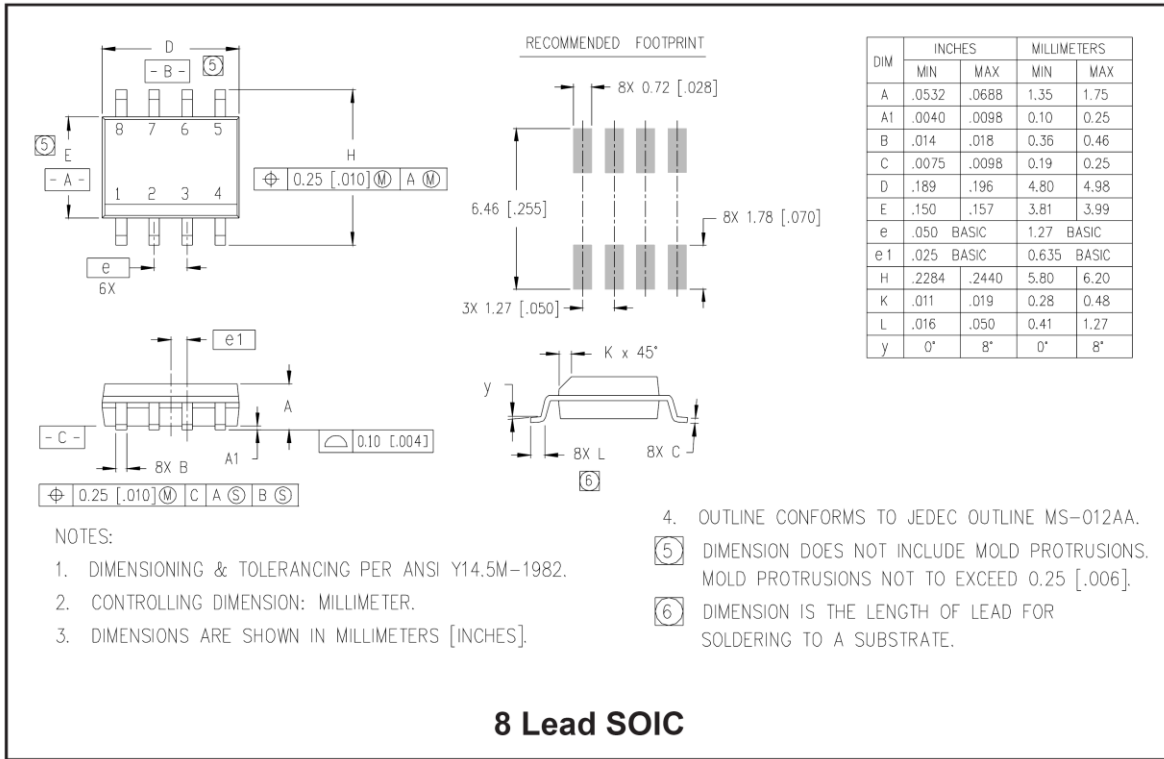 D
- B -
5
8 7 6 5
5
E
- A -
H
⌖ 0.25 [.010] Ⓜ A Ⓜ
1 2 3 4
e
6X
RECOMMENDED FOOTPRINT
8X 0.72 [.028]
6.46 [.255]
8X 1.78 [.070]
3X 1.27 [.050]
DIM INCHES MILLIMETERS
MIN MAX MIN MAX
A .0532 .0688 1.35 1.75
A1 .0040 .0098 0.10 0.25
B .014 .018 0.36 0.46
C .0075 .0098 0.19 0.25
D .189 .196 4.80 4.98
E .150 .157 3.81 3.99
e .050 BASIC 1.27 BASIC
e1 .025 BASIC 0.635 BASIC
H .2284 .2440 5.80 6.20
K .011 .019 0.28 0.48
L .016 .050 0.41 1.27
y 0° 8° 0° 8°
e1
A
- C -
8X B
A1
⌓ 0.10 [.004]
⌖ 0.25 [.010] Ⓜ C A Ⓢ B Ⓢ
K x 45°
y
8X L
8X C
6
NOTES:
1. DIMENSIONING & TOLERANCING PER ANSI Y14.5M-1982.
2. CONTROLLING DIMENSION: MILLIMETER.
3. DIMENSIONS ARE SHOWN IN MILLIMETERS [INCHES].
4. OUTLINE CONFORMS TO JEDEC OUTLINE MS-012AA.
5 DIMENSION DOES NOT INCLUDE MOLD PROTRUSIONS.
MOLD PROTRUSIONS NOT TO EXCEED 0.25 [.006].
6 DIMENSION IS THE LENGTH OF LEAD FOR
SOLDERING TO A SUBSTRATE.
8 Lead SOIC